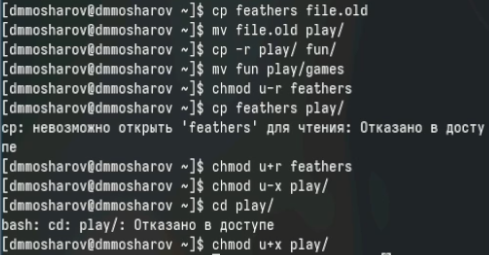 [dmmosharov@dmmosharov ~]$ cp feathers file.old
[dmmosharov@dmmosharov ~]$ mv file.old play/
[dmmosharov@dmmosharov ~]$ cp -r play/ fun/
[dmmosharov@dmmosharov ~]$ mv fun play/games
[dmmosharov@dmmosharov ~]$ chmod u-r feathers
[dmmosharov@dmmosharov ~]$ cp feathers play/
cp: невозможно открыть 'feathers' для чтения: Отказано в досту
пе
[dmmosharov@dmmosharov ~]$ chmod u+r feathers
[dmmosharov@dmmosharov ~]$ chmod u-x play/
[dmmosharov@dmmosharov ~]$ cd play/
bash: cd: play/: Отказано в доступе
[dmmosharov@dmmosharov ~]$ chmod u+x play/